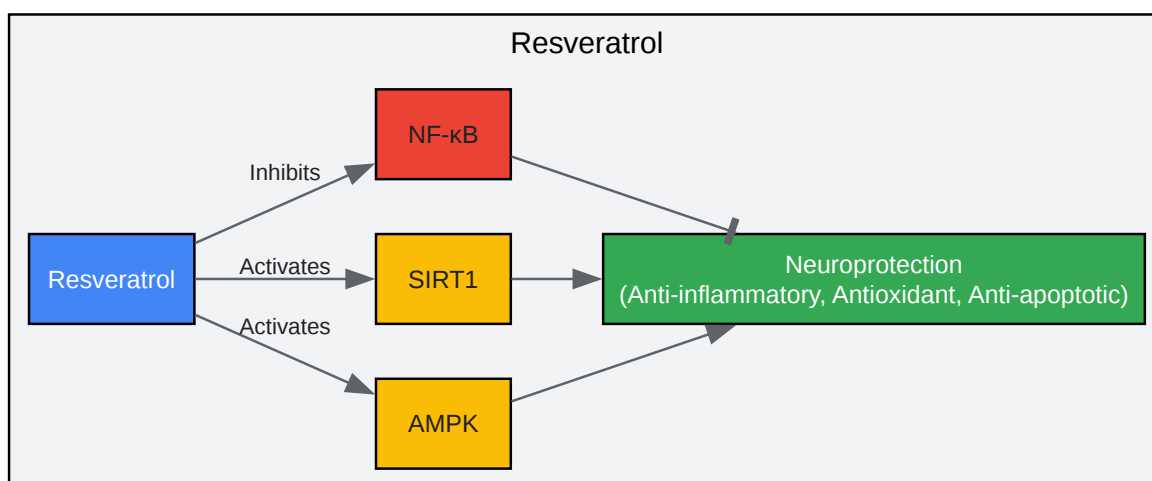 Resveratrol
NF-κB
Inhibits
Resveratrol
Activates
SIRT1
Activates
AMPK
Neuroprotection
(Anti-inflammatory, Antioxidant, Anti-apoptotic)